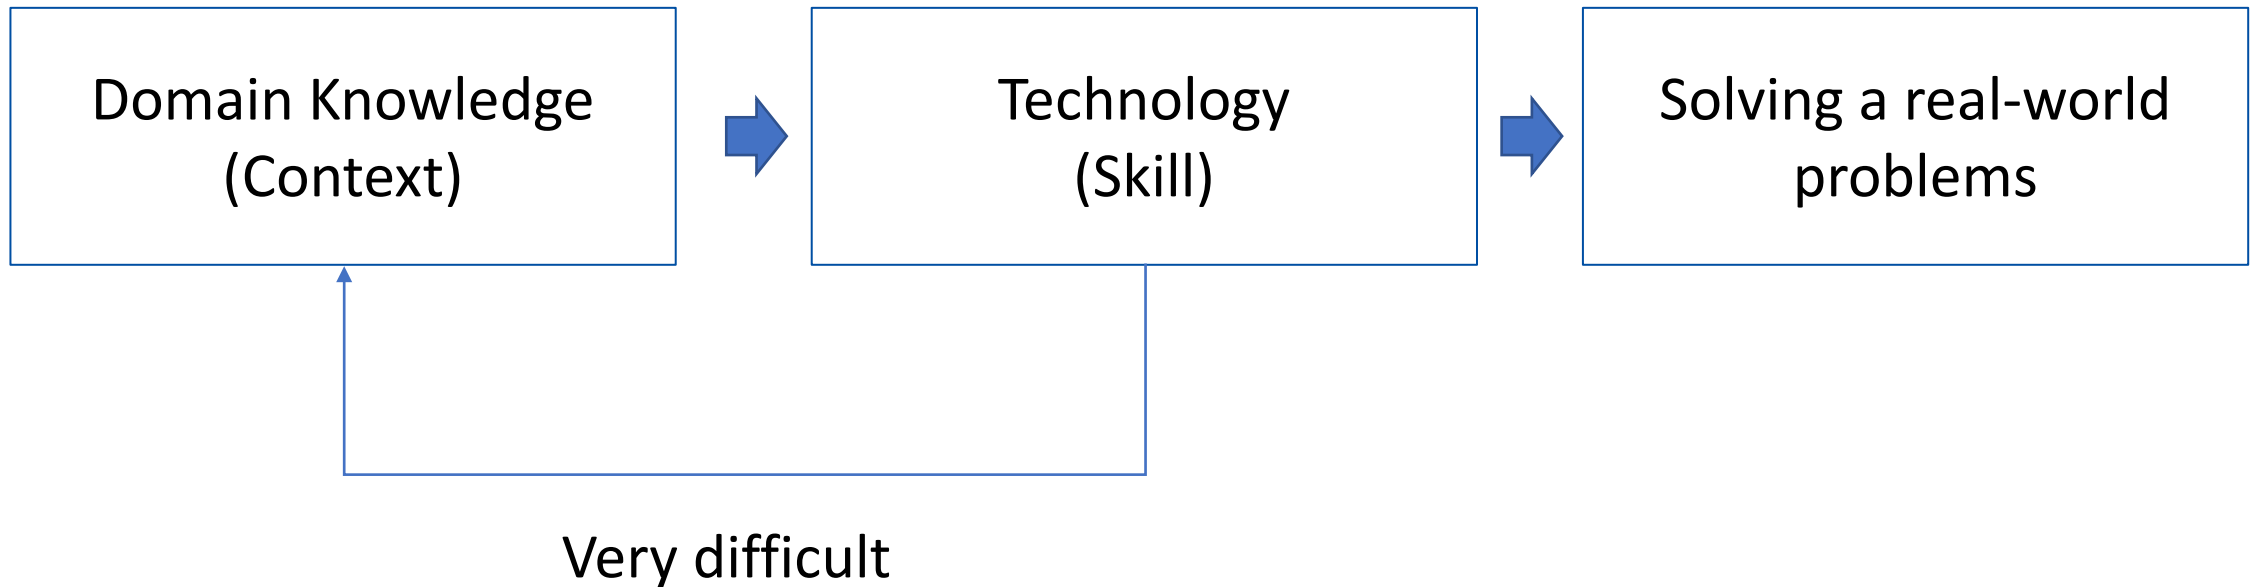 Domain Knowledge
(Context)
Technology
(Skill)
Solving a real-world
problems
Very difficult